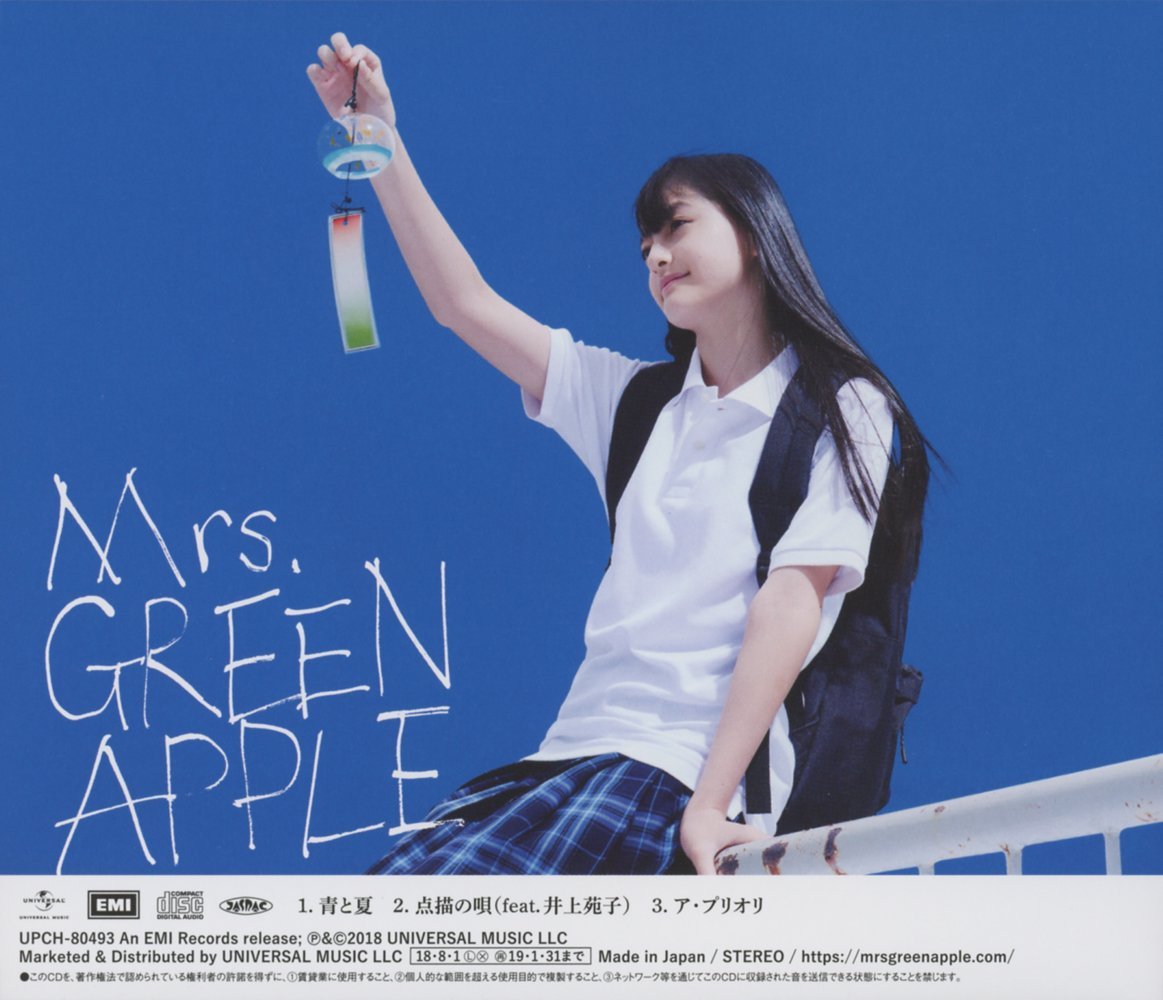 Mrs.
GREEN
APPLE
UNIVERSAL
UNIVERSAL MUSIC
EMI
COMPACT
disc
DIGITAL AUDIO
JASRAC
1. 青と夏 2. 点描の唄(feat.井上苑子) 3. ア・プリオリ
UPCH-80493 An EMI Records release; ℗&©2018 UNIVERSAL MUSIC LLC
Marketed & Distributed by UNIVERSAL MUSIC LLC 18・8・1 Ⓛ Ⓧ ㊢19・1・31まで Made in Japan / STEREO / https://mrsgreenapple.com/
●このCDを、著作権法で認められている権利者の許諾を得ずに、①賃貸業に使用すること、②個人的な範囲を超える使用目的で複製すること、③ネットワーク等を通じてこのCDに収録された音を送信できる状態にすることを禁じます。